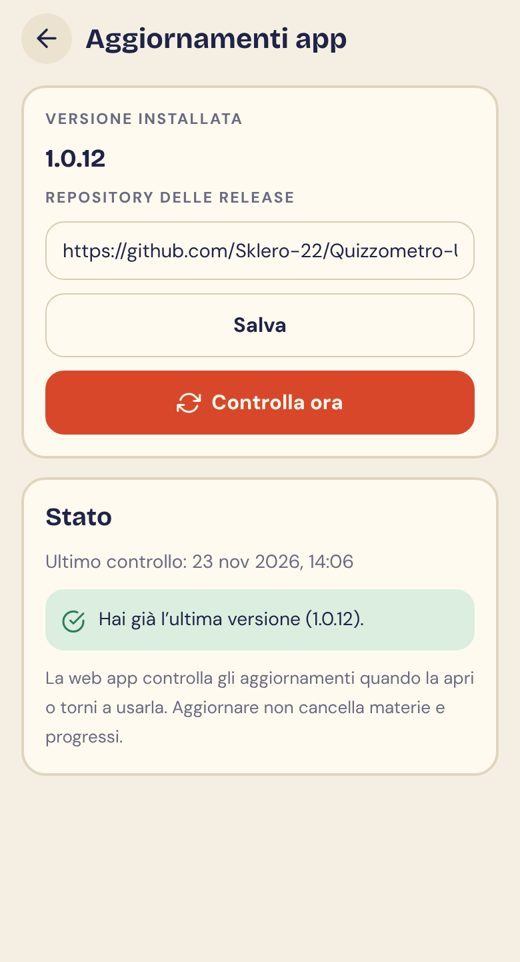 Aggiornamenti app
VERSIONE INSTALLATA
1.0.12
REPOSITORY DELLE RELEASE
https://github.com/Sklero-22/Quizzometro-
Salva
Controlla ora
Stato
Ultimo controllo: 23 nov 2026, 14:06
Hai già l’ultima versione (1.0.12).
La web app controlla gli aggiornamenti quando la apri
o torni a usarla. Aggiornare non cancella materie e
progressi.